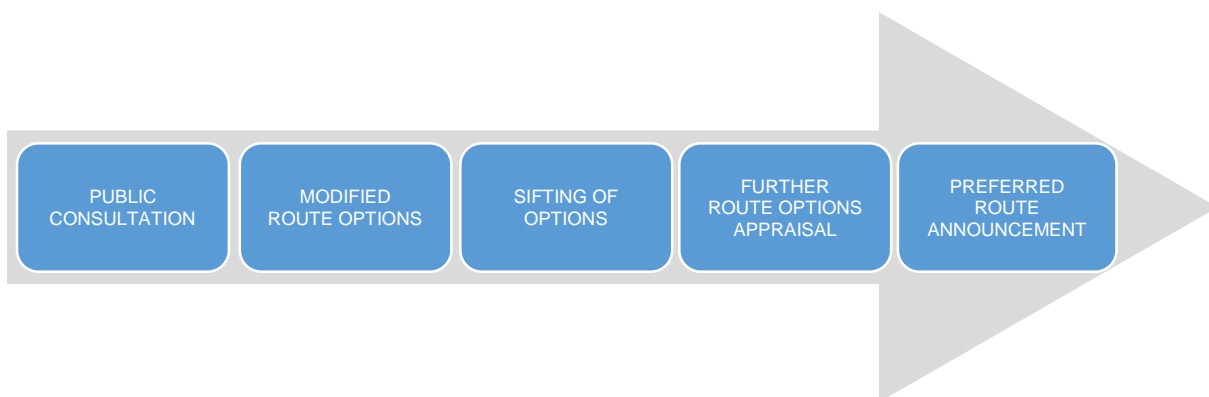 PUBLIC
CONSULTATION
MODIFIED
ROUTE OPTIONS
SIFTING OF
OPTIONS
FURTHER
ROUTE OPTIONS
APPRAISAL
PREFERRED
ROUTE
ANNOUNCEMENT